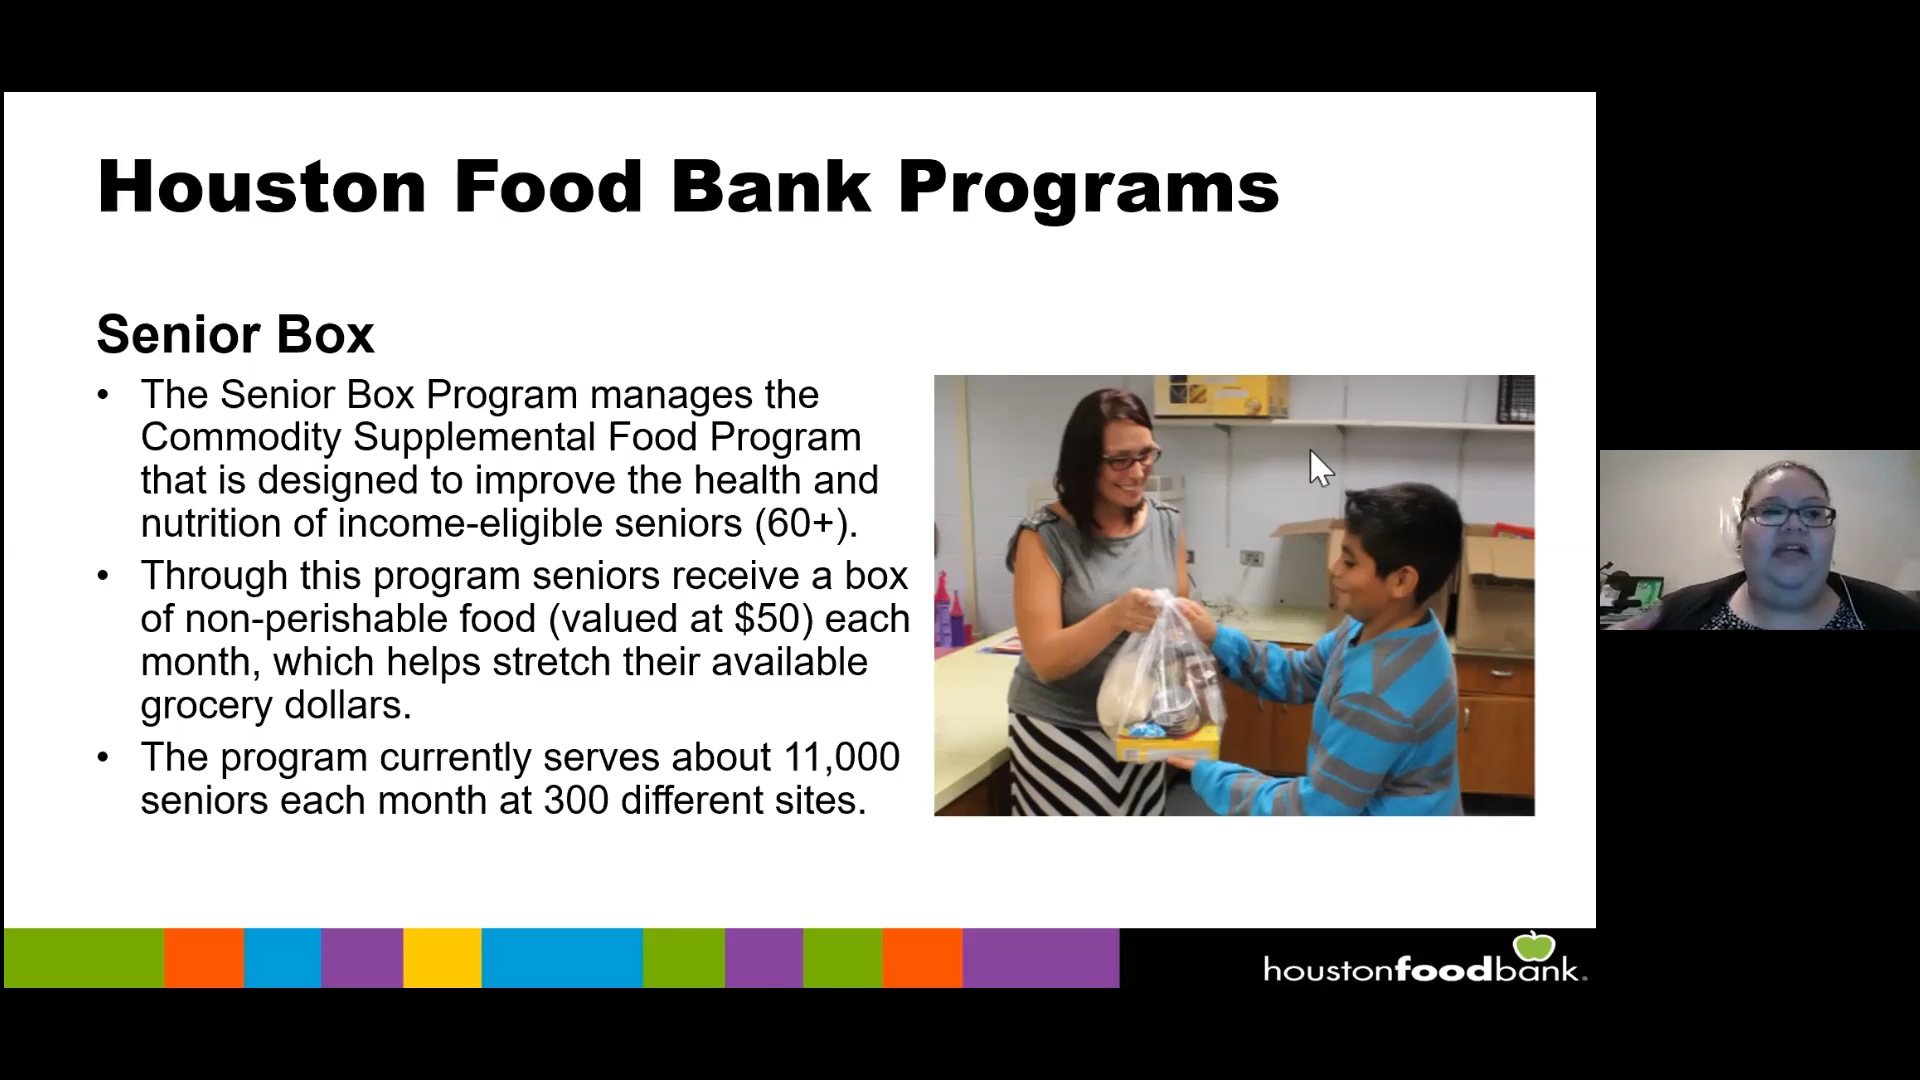 Houston Food Bank Programs
Senior Box
• The Senior Box Program manages the
Commodity Supplemental Food Program
that is designed to improve the health and
nutrition of income-eligible seniors (60+).
• Through this program seniors receive a box
of non-perishable food (valued at $50) each
month, which helps stretch their available
grocery dollars.
• The program currently serves about 11,000
seniors each month at 300 different sites.
houstonfoodbank.